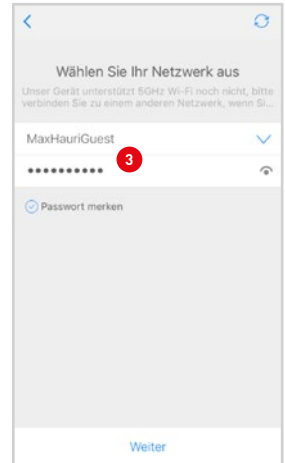 Wählen Sie Ihr Netzwerk aus
Unser Gerät unterstützt 5GHz Wi-Fi noch nicht, bitte
verbinden Sie zu einem anderen Netzwerk, wenn Si...
MaxHauriGuest
•••••••••• 3
Passwort merken
Weiter